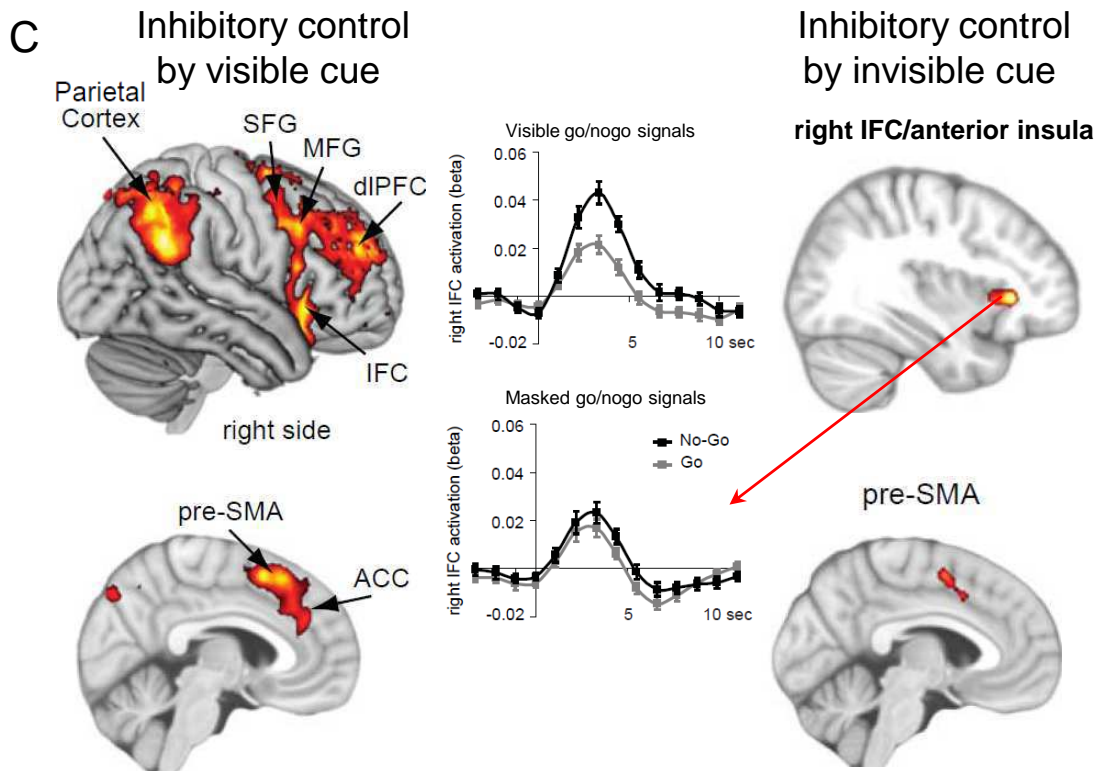 C
Inhibitory control
by visible cue
Parietal
Cortex
SFG
MFG
dlPFC
IFC
right side
pre-SMA
ACC
Visible go/nogo signals
right IFC activation (beta)
0.06
0.04
0.02
-0.02
5
10 sec
Masked go/nogo signals
right IFC activation (beta)
0.06
0.04
0.02
-0.02
5
10 sec
No-Go
Go
Inhibitory control
by invisible cue
right IFC/anterior insula
pre-SMA